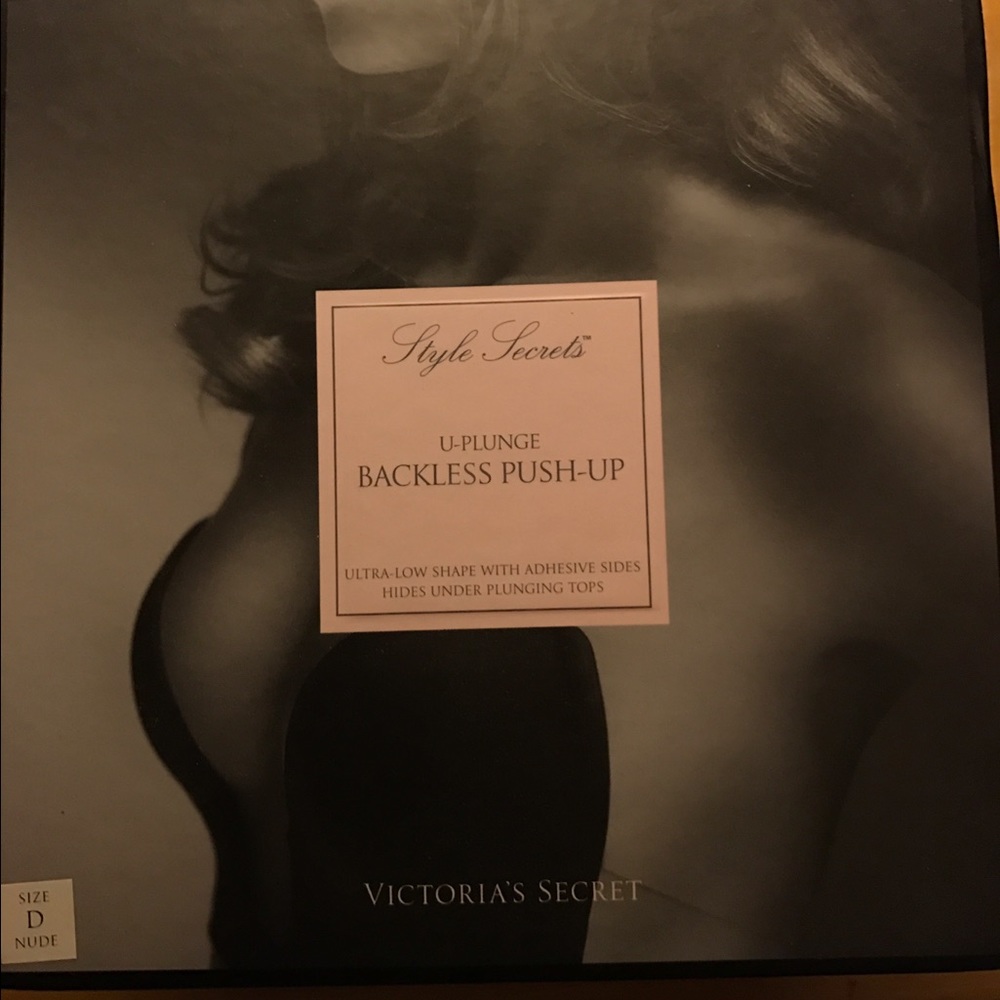 Style Secrets™
U-PLUNGE
BACKLESS PUSH-UP
ULTRA-LOW SHAPE WITH ADHESIVE SIDES
HIDES UNDER PLUNGING TOPS
VICTORIA'S SECRET
SIZE
D
NUDE